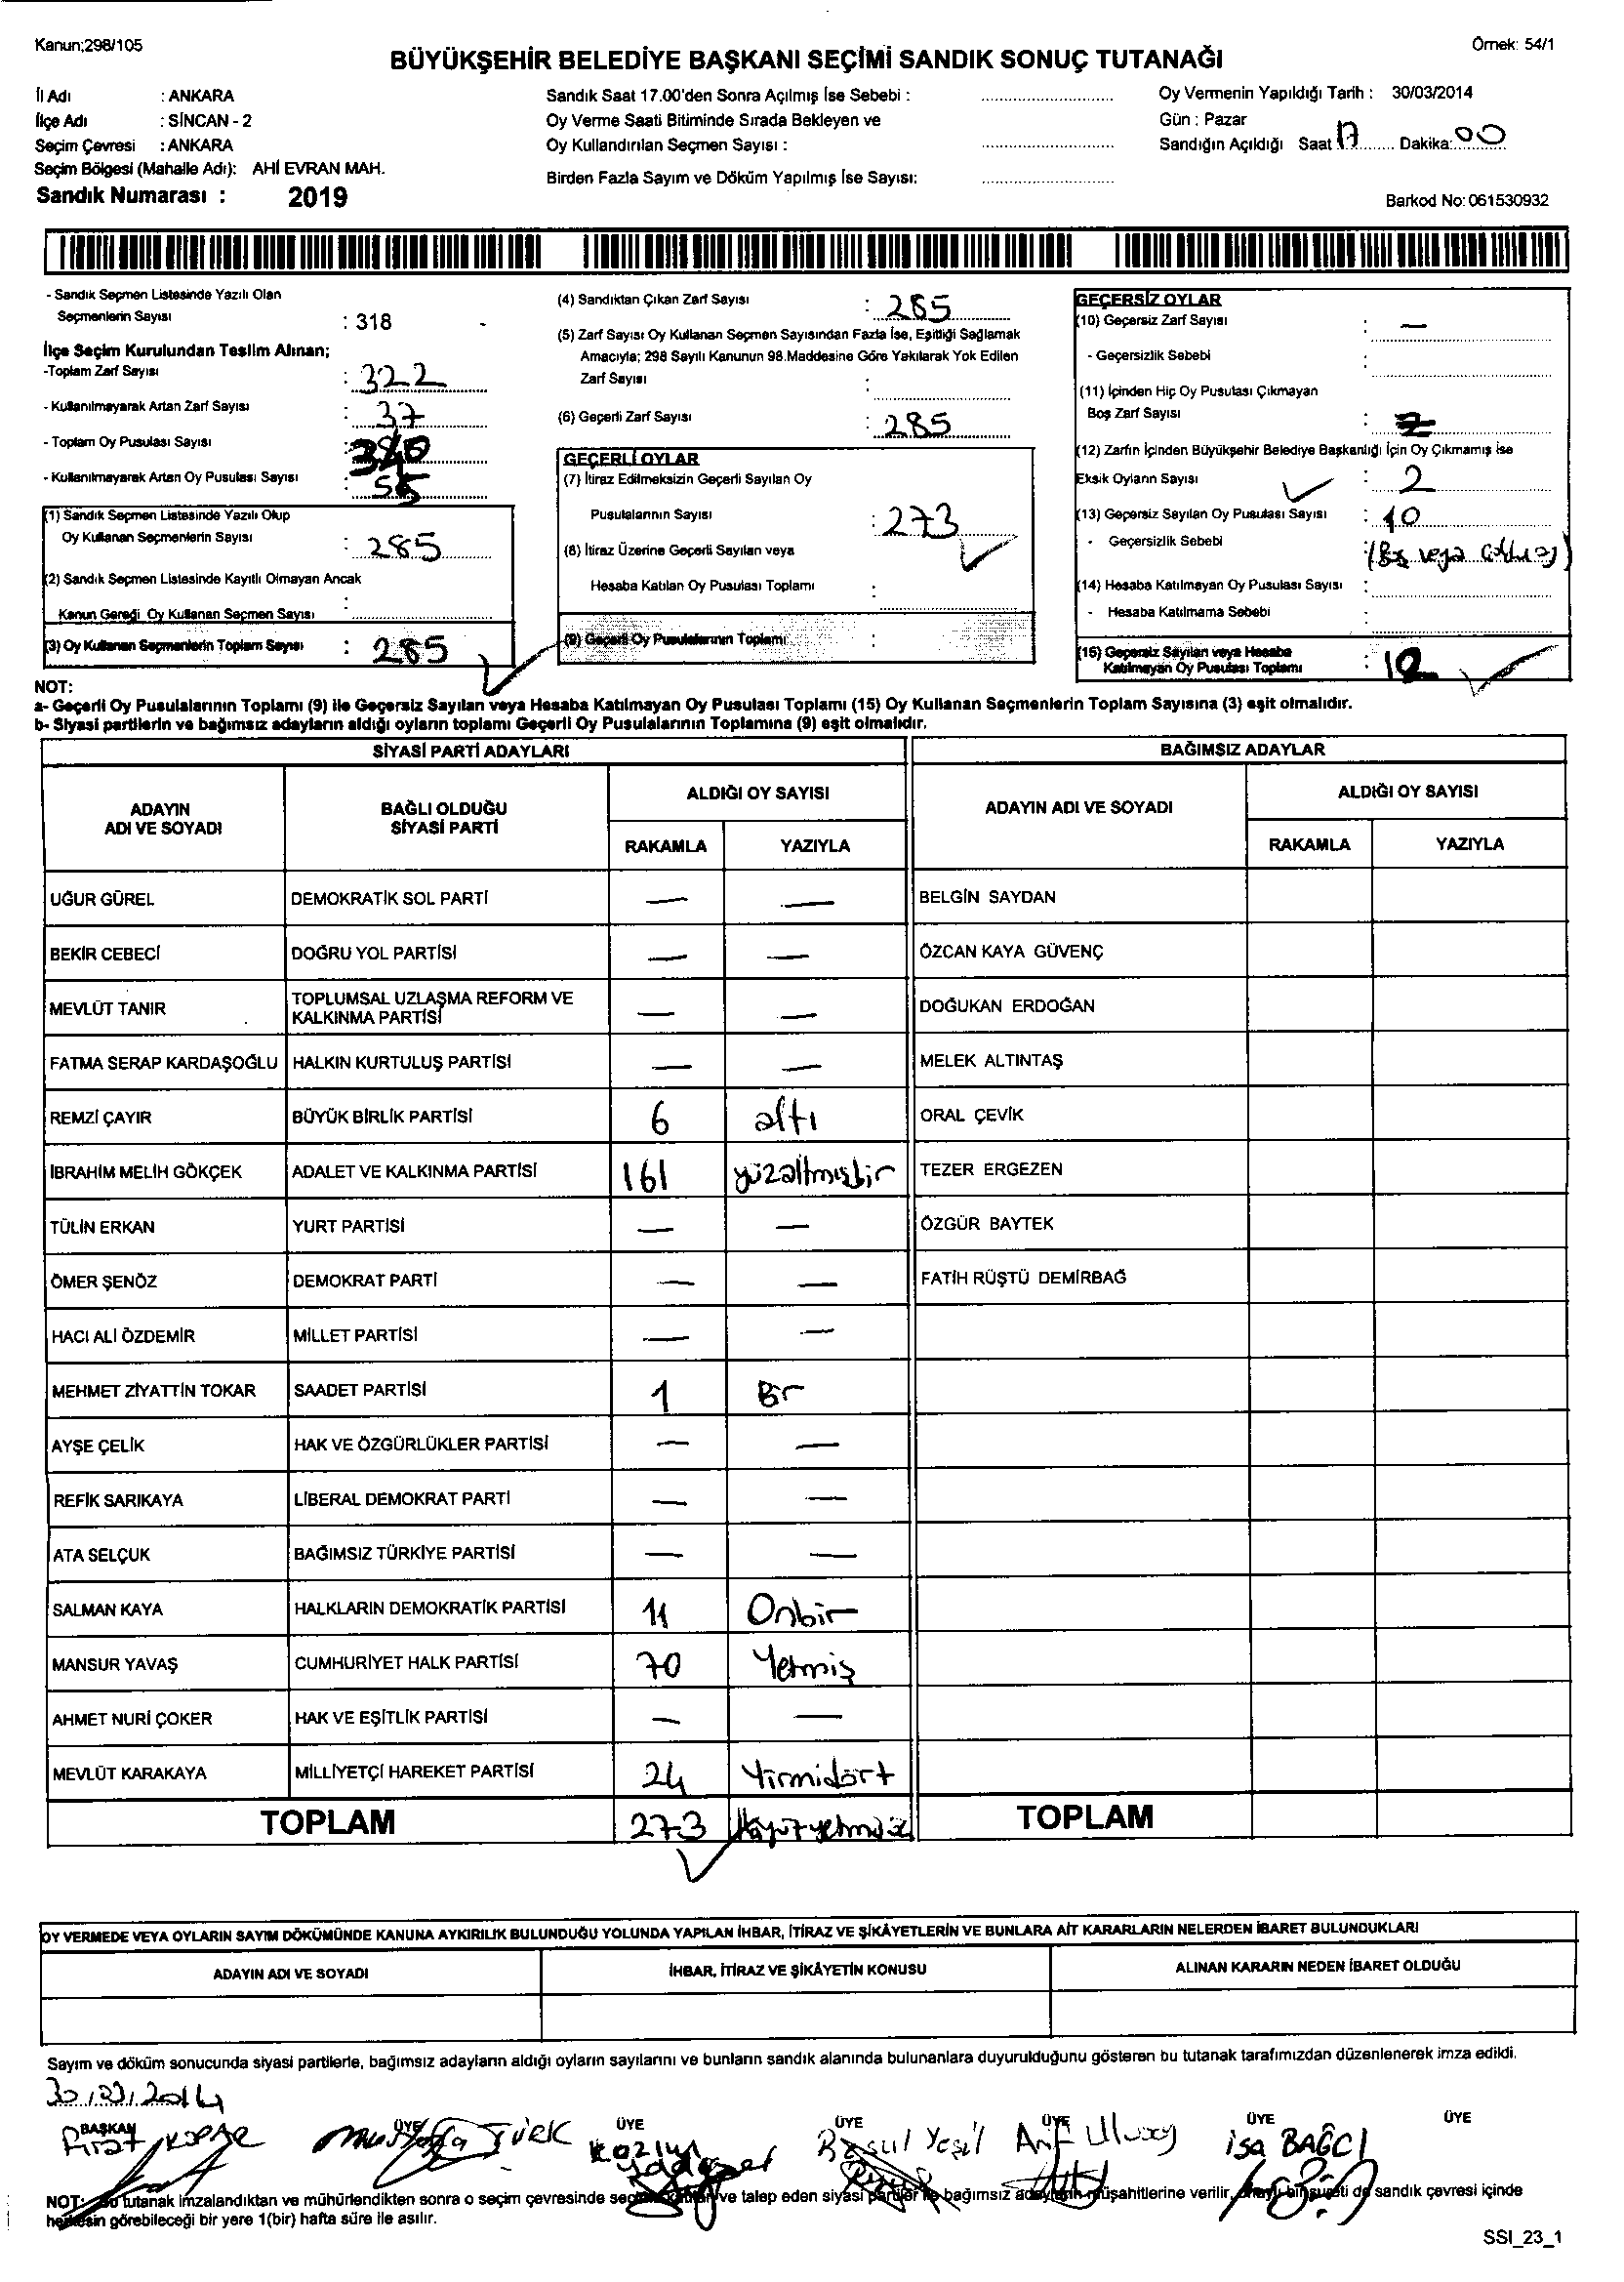 Kanun;298/105
Örnek: 54/1
BÜYÜKŞEHİR BELEDİYE BAŞKANI SEÇİMİ SANDIK SONUÇ TUTANAĞI
İl Adı : ANKARA
İlçe Adı : SİNCAN - 2
Seçim Çevresi : ANKARA
Seçim Bölgesi (Mahalle Adı): AHİ EVRAN MAH.
Sandık Numarası : 2019
Sandık Saat 17.00'den Sonra Açılmış İse Sebebi :
Oy Verme Saati Bitiminde Sırada Bekleyen ve
Oy Kullandırılan Seçmen Sayısı :
Birden Fazla Sayım ve Döküm Yapılmış İse Sayısı:
Oy Vermenin Yapıldığı Tarih : 30/03/2014
Gün : Pazar
Sandığın Açıldığı Saat 17 Dakika: 00
Barkod No: 061530932
- Sandık Seçmen Listesinde Yazılı Olan
Seçmenlerin Sayısı : 318
İlçe Seçim Kurulundan Teslim Alınan;
-Toplam Zarf Sayısı : 322
- Kullanılmayarak Artan Zarf Sayısı : 37
- Toplam Oy Pusulası Sayısı : 340
- Kullanılmayarak Artan Oy Pusulası Sayısı : 55
(1) Sandık Seçmen Listesinde Yazılı Olup
Oy Kullanan Seçmenlerin Sayısı : 285
(2) Sandık Seçmen Listesinde Kayıtlı Olmayan Ancak
Kanun Gereği Oy Kullanan Seçmen Sayısı :
(3) Oy Kullanan Seçmenlerin Toplam Sayısı : 285
(4) Sandıktan Çıkan Zarf Sayısı : 285
(5) Zarf Sayısı Oy Kullanan Seçmen Sayısından Fazla İse, Eşitliği Sağlamak
Amacıyla; 298 Sayılı Kanunun 98.Maddesine Göre Yakılarak Yok Edilen
Zarf Sayısı :
(6) Geçerli Zarf Sayısı : 285
GEÇERLİ OYLAR
(7) İtiraz Edilmeksizin Geçerli Sayılan Oy
Pusulalarının Sayısı : 273
(8) İtiraz Üzerine Geçerli Sayılan veya
Hesaba Katılan Oy Pusulası Toplamı :
(9) Geçerli Oy Pusulalarının Toplamı :
GEÇERSİZ OYLAR
(10) Geçersiz Zarf Sayısı : —
- Geçersizlik Sebebi :
(11) İçinden Hiç Oy Pusulası Çıkmayan
Boş Zarf Sayısı :
(12) Zarfın İçinden Büyükşehir Belediye Başkanlığı İçin Oy Çıkmamış İse
Eksik Oyların Sayısı : 2
(13) Geçersiz Sayılan Oy Pusulası Sayısı : 10
- Geçersizlik Sebebi : (Boş veya
(14) Hesaba Katılmayan Oy Pusulası Sayısı :
- Hesaba Katılmama Sebebi :
(15) Geçersiz Sayılan veya Hesaba
Katılmayan Oy Pusulası Toplamı : 12
NOT:
a- Geçerli Oy Pusulalarının Toplamı (9) ile Geçersiz Sayılan veya Hesaba Katılmayan Oy Pusulası Toplamı (15) Oy Kullanan Seçmenlerin Toplam Sayısına (3) eşit olmalıdır.
b- Siyasi partilerin ve bağımsız adayların aldığı oyların toplamı Geçerli Oy Pusulalarının Toplamına (9) eşit olmalıdır.
SİYASİ PARTİ ADAYLARI
ADAYIN ADI VE SOYADI BAĞLI OLDUĞU SİYASİ PARTİ ALDIĞI OY SAYISI
RAKAMLA YAZIYLA
UĞUR GÜREL DEMOKRATİK SOL PARTİ — —
BEKİR CEBECİ DOĞRU YOL PARTİSİ — —
MEVLÜT TANIR TOPLUMSAL UZLAŞMA REFORM VE KALKINMA PARTİSİ — —
FATMA SERAP KARDAŞOĞLU HALKIN KURTULUŞ PARTİSİ — —
REMZİ ÇAYIR BÜYÜK BİRLİK PARTİSİ 6 altı
İBRAHİM MELİH GÖKÇEK ADALET VE KALKINMA PARTİSİ 161 yüzaltmışbir
TÜLİN ERKAN YURT PARTİSİ — —
ÖMER ŞENÖZ DEMOKRAT PARTİ — —
HACI ALİ ÖZDEMİR MİLLET PARTİSİ — —
MEHMET ZİYATTİN TOKAR SAADET PARTİSİ 1 Bir
AYŞE ÇELİK HAK VE ÖZGÜRLÜKLER PARTİSİ — —
REFİK SARIKAYA LİBERAL DEMOKRAT PARTİ — —
ATA SELÇUK BAĞIMSIZ TÜRKİYE PARTİSİ — —
SALMAN KAYA HALKLARIN DEMOKRATİK PARTİSİ 11 Onbir
MANSUR YAVAŞ CUMHURİYET HALK PARTİSİ 70 Yetmiş
AHMET NURİ ÇOKER HAK VE EŞİTLİK PARTİSİ — —
MEVLÜT KARAKAYA MİLLİYETÇİ HAREKET PARTİSİ 24 Yirmidört
TOPLAM 273
BAĞIMSIZ ADAYLAR
ADAYIN ADI VE SOYADI ALDIĞI OY SAYISI
RAKAMLA YAZIYLA
BELGİN SAYDAN
ÖZCAN KAYA GÜVENÇ
DOĞUKAN ERDOĞAN
MELEK ALTINTAŞ
ORAL ÇEVİK
TEZER ERGEZEN
ÖZGÜR BAYTEK
FATİH RÜŞTÜ DEMİRBAĞ
TOPLAM
OY VERMEDE VEYA OYLARIN SAYIM DÖKÜMÜNDE KANUNA AYKIRILIK BULUNDUĞU YOLUNDA YAPILAN İHBAR, İTİRAZ VE ŞİKÂYETLERİN VE BUNLARA AİT KARARLARIN NELERDEN İBARET BULUNDUKLARI
ADAYIN ADI VE SOYADI İHBAR, İTİRAZ VE ŞİKÂYETİN KONUSU ALINAN KARARIN NEDEN İBARET OLDUĞU
Sayım ve döküm sonucunda siyasi partilerle, bağımsız adayların aldığı oyların sayılarını ve bunların sandık alanında bulunanlara duyurulduğunu gösteren bu tutanak tarafımızdan düzenlenerek imza edildi.
30/03/2014
BAŞKAN ÜYE ÜYE ÜYE ÜYE ÜYE ÜYE
Fırat Mustafa TÜRK Resul Yeşil Arif Ulusoy isa BAĞCI
NOT: Bu tutanak imzalandıktan ve mühürlendikten sonra o seçim çevresinde ve talep eden siyasi partiler ile bağımsız adayların müşahitlerine verilir, onaylı bir sureti de sandık çevresi içinde
herkesin görebileceği bir yere 1(bir) hafta süre ile asılır.
SSI_23_1